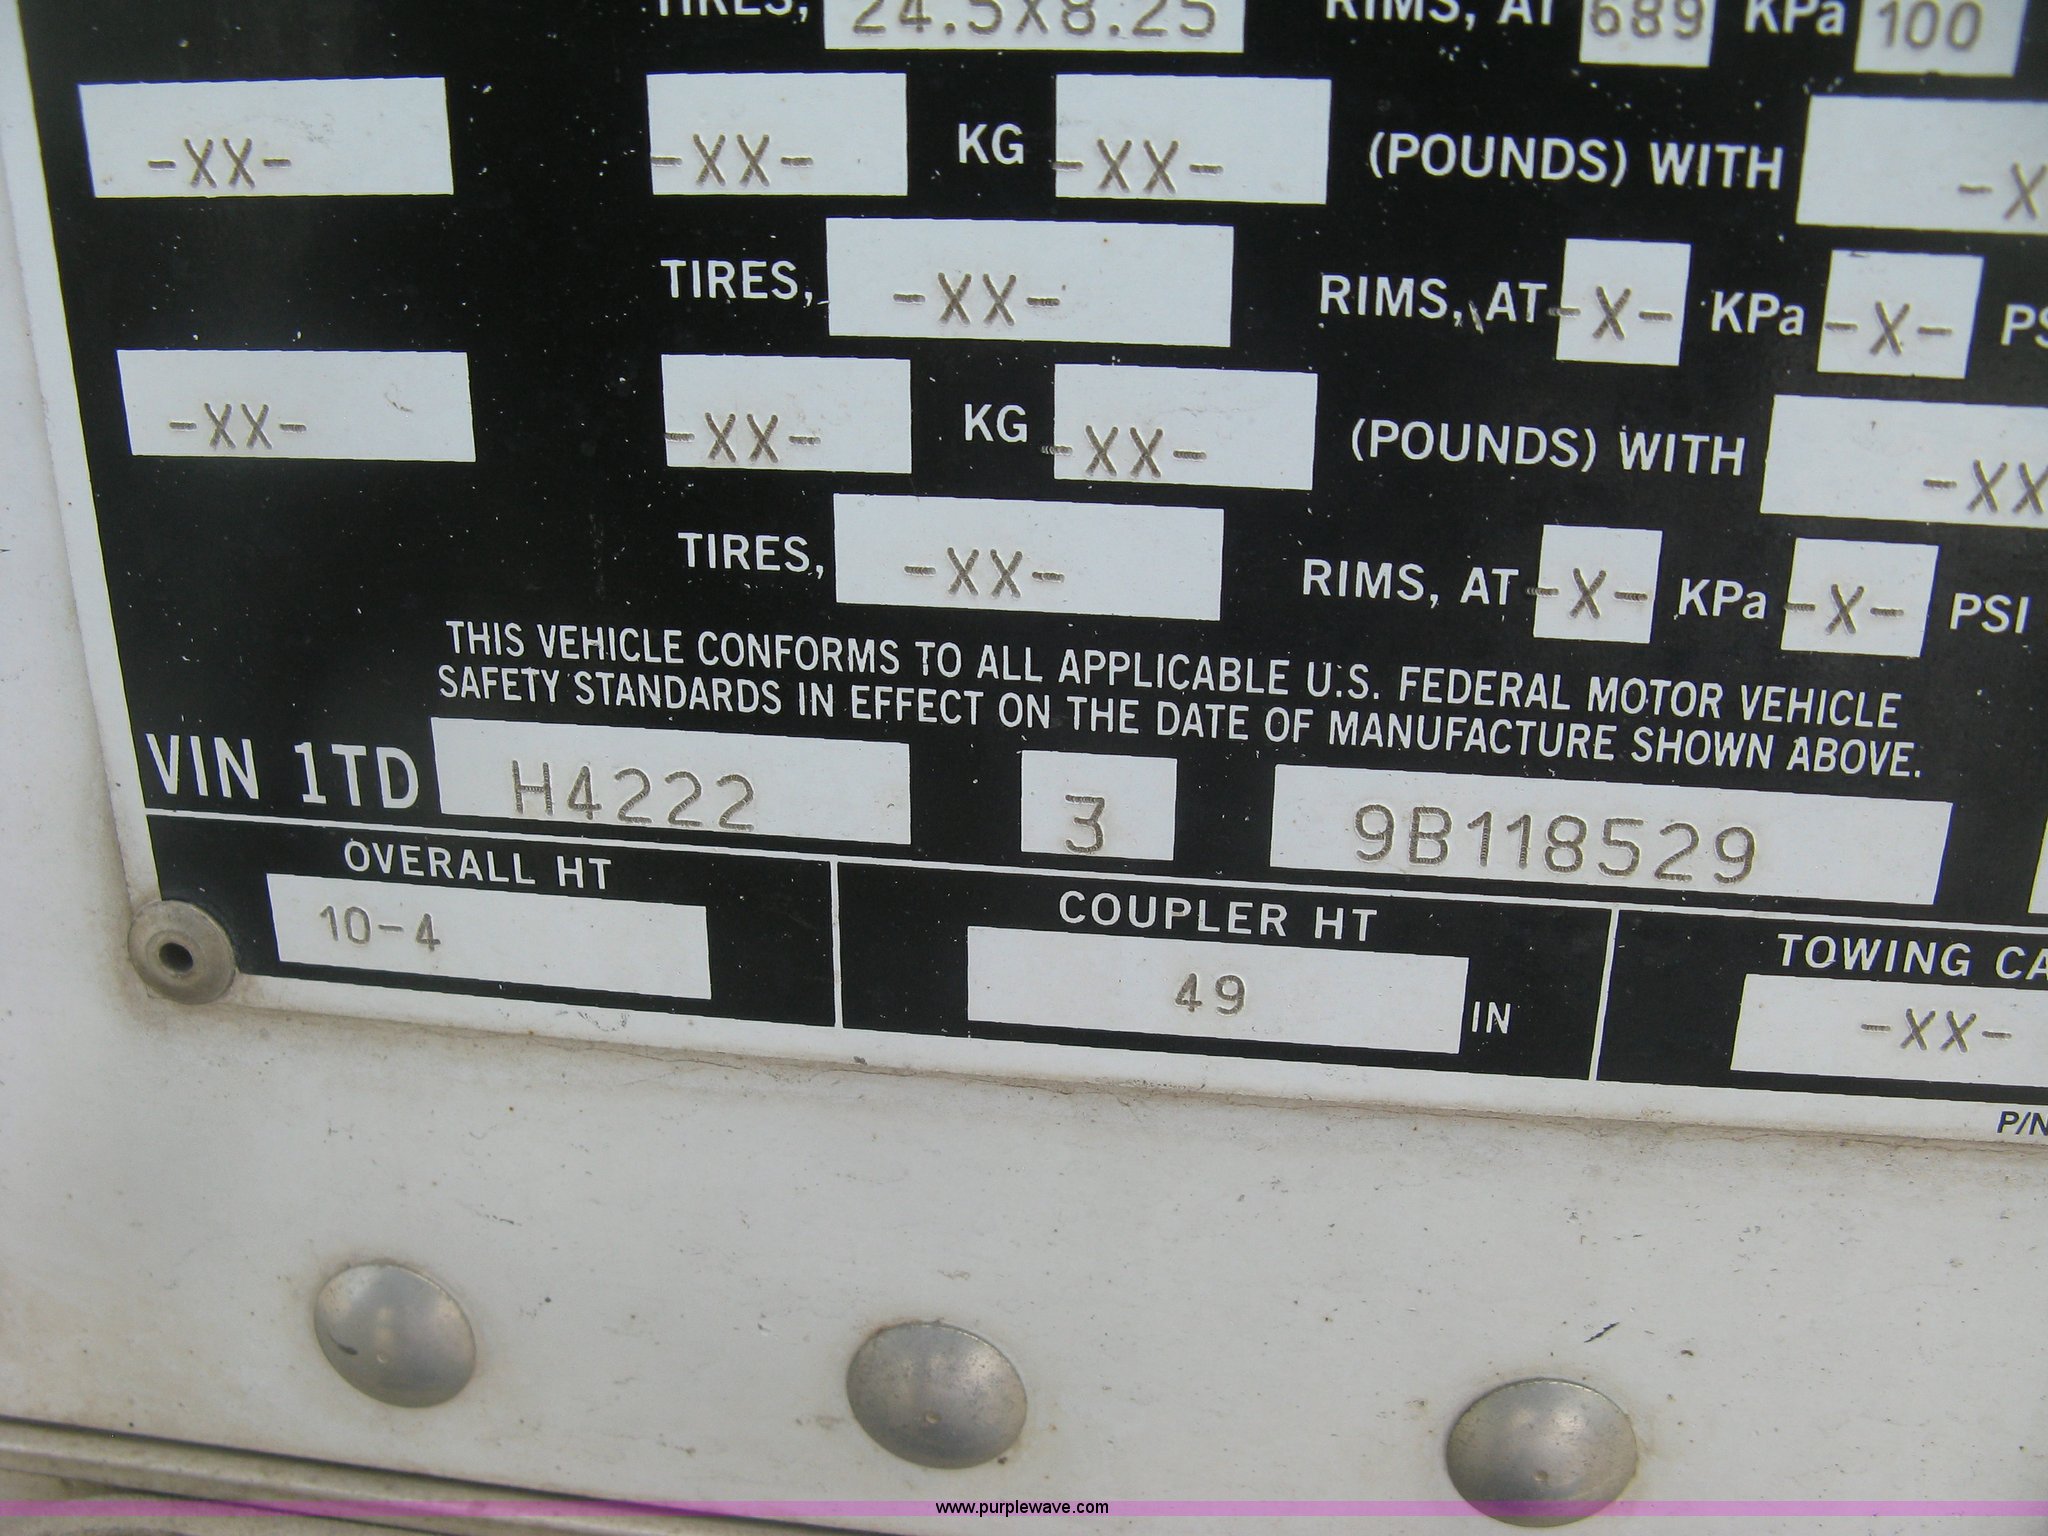 TIRES, 24.5X8.25 RIMS, AT 689 KPa 100
-XX- -XX- KG -XX- (POUNDS) WITH -X
TIRES, -XX- RIMS, AT -X- KPa -X- PS
-XX- -XX- KG -XX- (POUNDS) WITH -XX
TIRES, -XX- RIMS, AT -X- KPa -X- PSI
THIS VEHICLE CONFORMS TO ALL APPLICABLE U.S. FEDERAL MOTOR VEHICLE
SAFETY STANDARDS IN EFFECT ON THE DATE OF MANUFACTURE SHOWN ABOVE.
VIN 1TD H4222 3 9B118529
OVERALL HT COUPLER HT TOWING CA
10-4 49 IN -XX-
P/N
www.purplewave.com